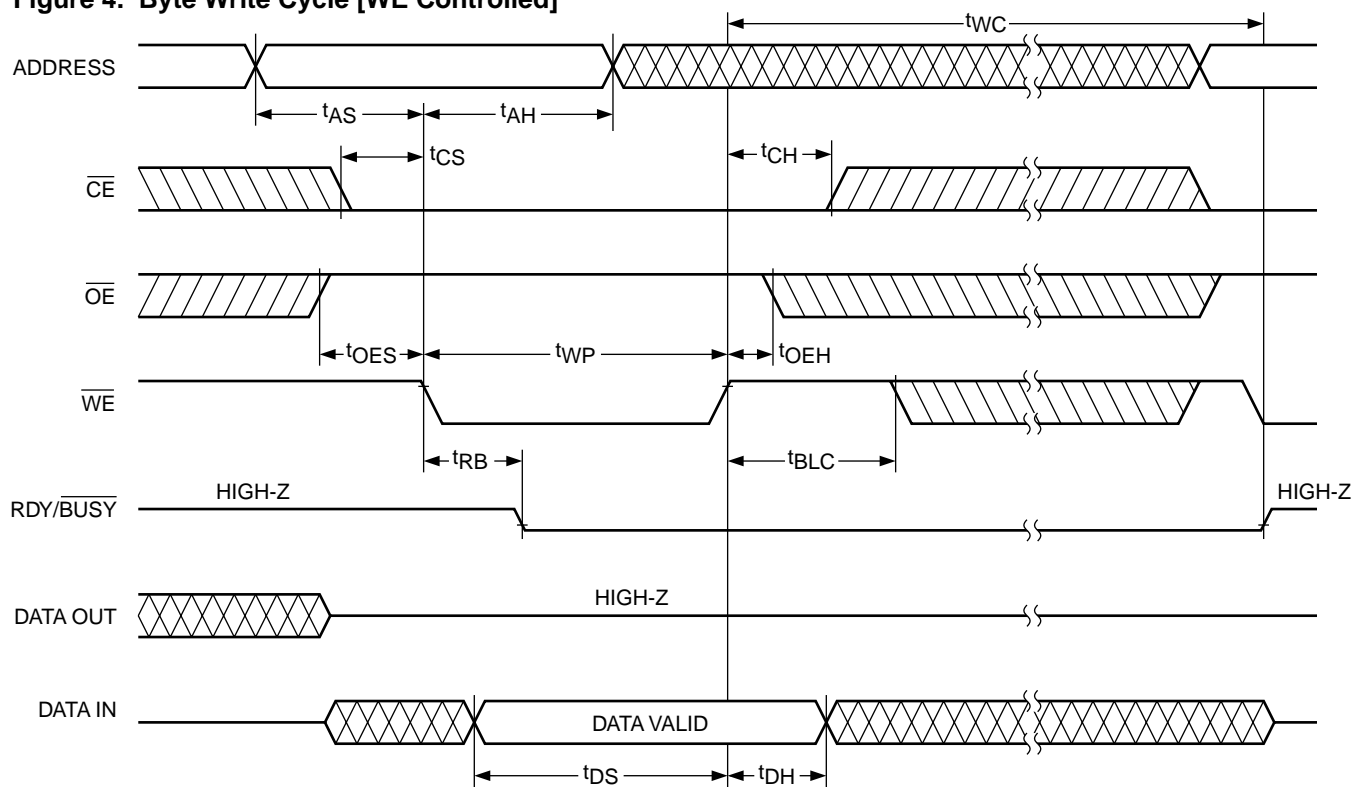 Figure 4. Byte Write Cycle [WE Controlled]
tWC
ADDRESS
tAS
tAH
tCS
tCH
CE
OE
tOES
tWP
tOEH
WE
tRB
tBLC
HIGH-Z
HIGH-Z
RDY/BUSY
HIGH-Z
DATA OUT
DATA IN
DATA VALID
tDS
tDH